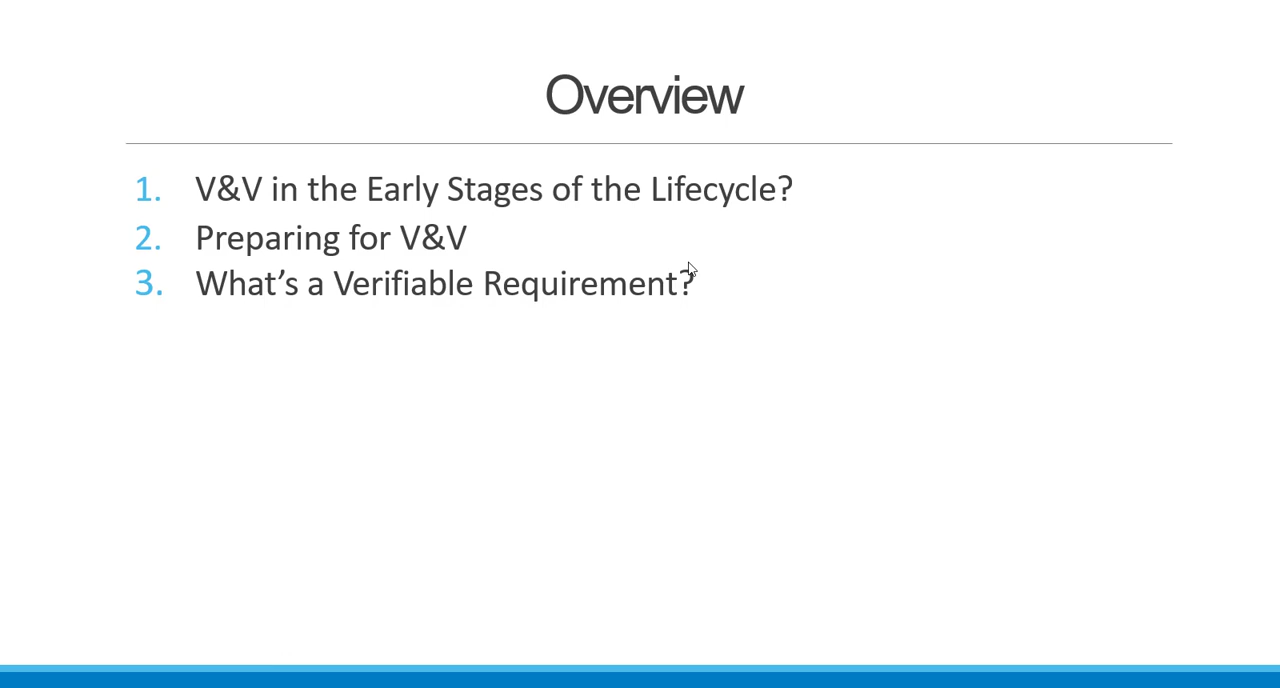 Overview
1. V&V in the Early Stages of the Lifecycle?
2. Preparing for V&V
3. What’s a Verifiable Requirement?